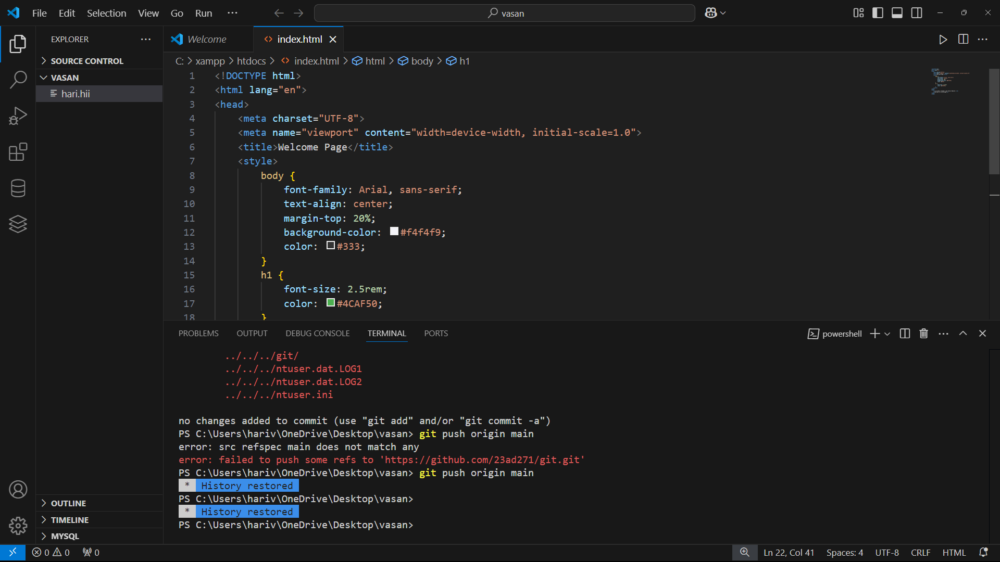 File Edit Selection View Go Run ···
vasan
EXPLORER ···
Welcome
index.html
SOURCE CONTROL
VASAN
hari.hii
C: > xampp > htdocs > index.html > html > body > h1
1 <!DOCTYPE html>
2 <html lang="en">
3 <head>
4 <meta charset="UTF-8">
5 <meta name="viewport" content="width=device-width, initial-scale=1.0">
6 <title>Welcome Page</title>
7 <style>
8 body {
9 font-family: Arial, sans-serif;
10 text-align: center;
11 margin-top: 20%;
12 background-color: #f4f4f9;
13 color: #333;
14 }
15 h1 {
16 font-size: 2.5rem;
17 color: #4CAF50;
18 }
PROBLEMS OUTPUT DEBUG CONSOLE TERMINAL PORTS
powershell
../../../git/
../../../ntuser.dat.LOG1
../../../ntuser.dat.LOG2
../../../ntuser.ini
no changes added to commit (use "git add" and/or "git commit -a")
PS C:\Users\hariv\OneDrive\Desktop\vasan> git push origin main
error: src refspec main does not match any
error: failed to push some refs to 'https://github.com/23ad271/git.git'
PS C:\Users\hariv\OneDrive\Desktop\vasan> git push origin main
* History restored
PS C:\Users\hariv\OneDrive\Desktop\vasan>
* History restored
PS C:\Users\hariv\OneDrive\Desktop\vasan>
OUTLINE
TIMELINE
MYSQL
0 0 0
Ln 22, Col 41 Spaces: 4 UTF-8 CRLF HTML